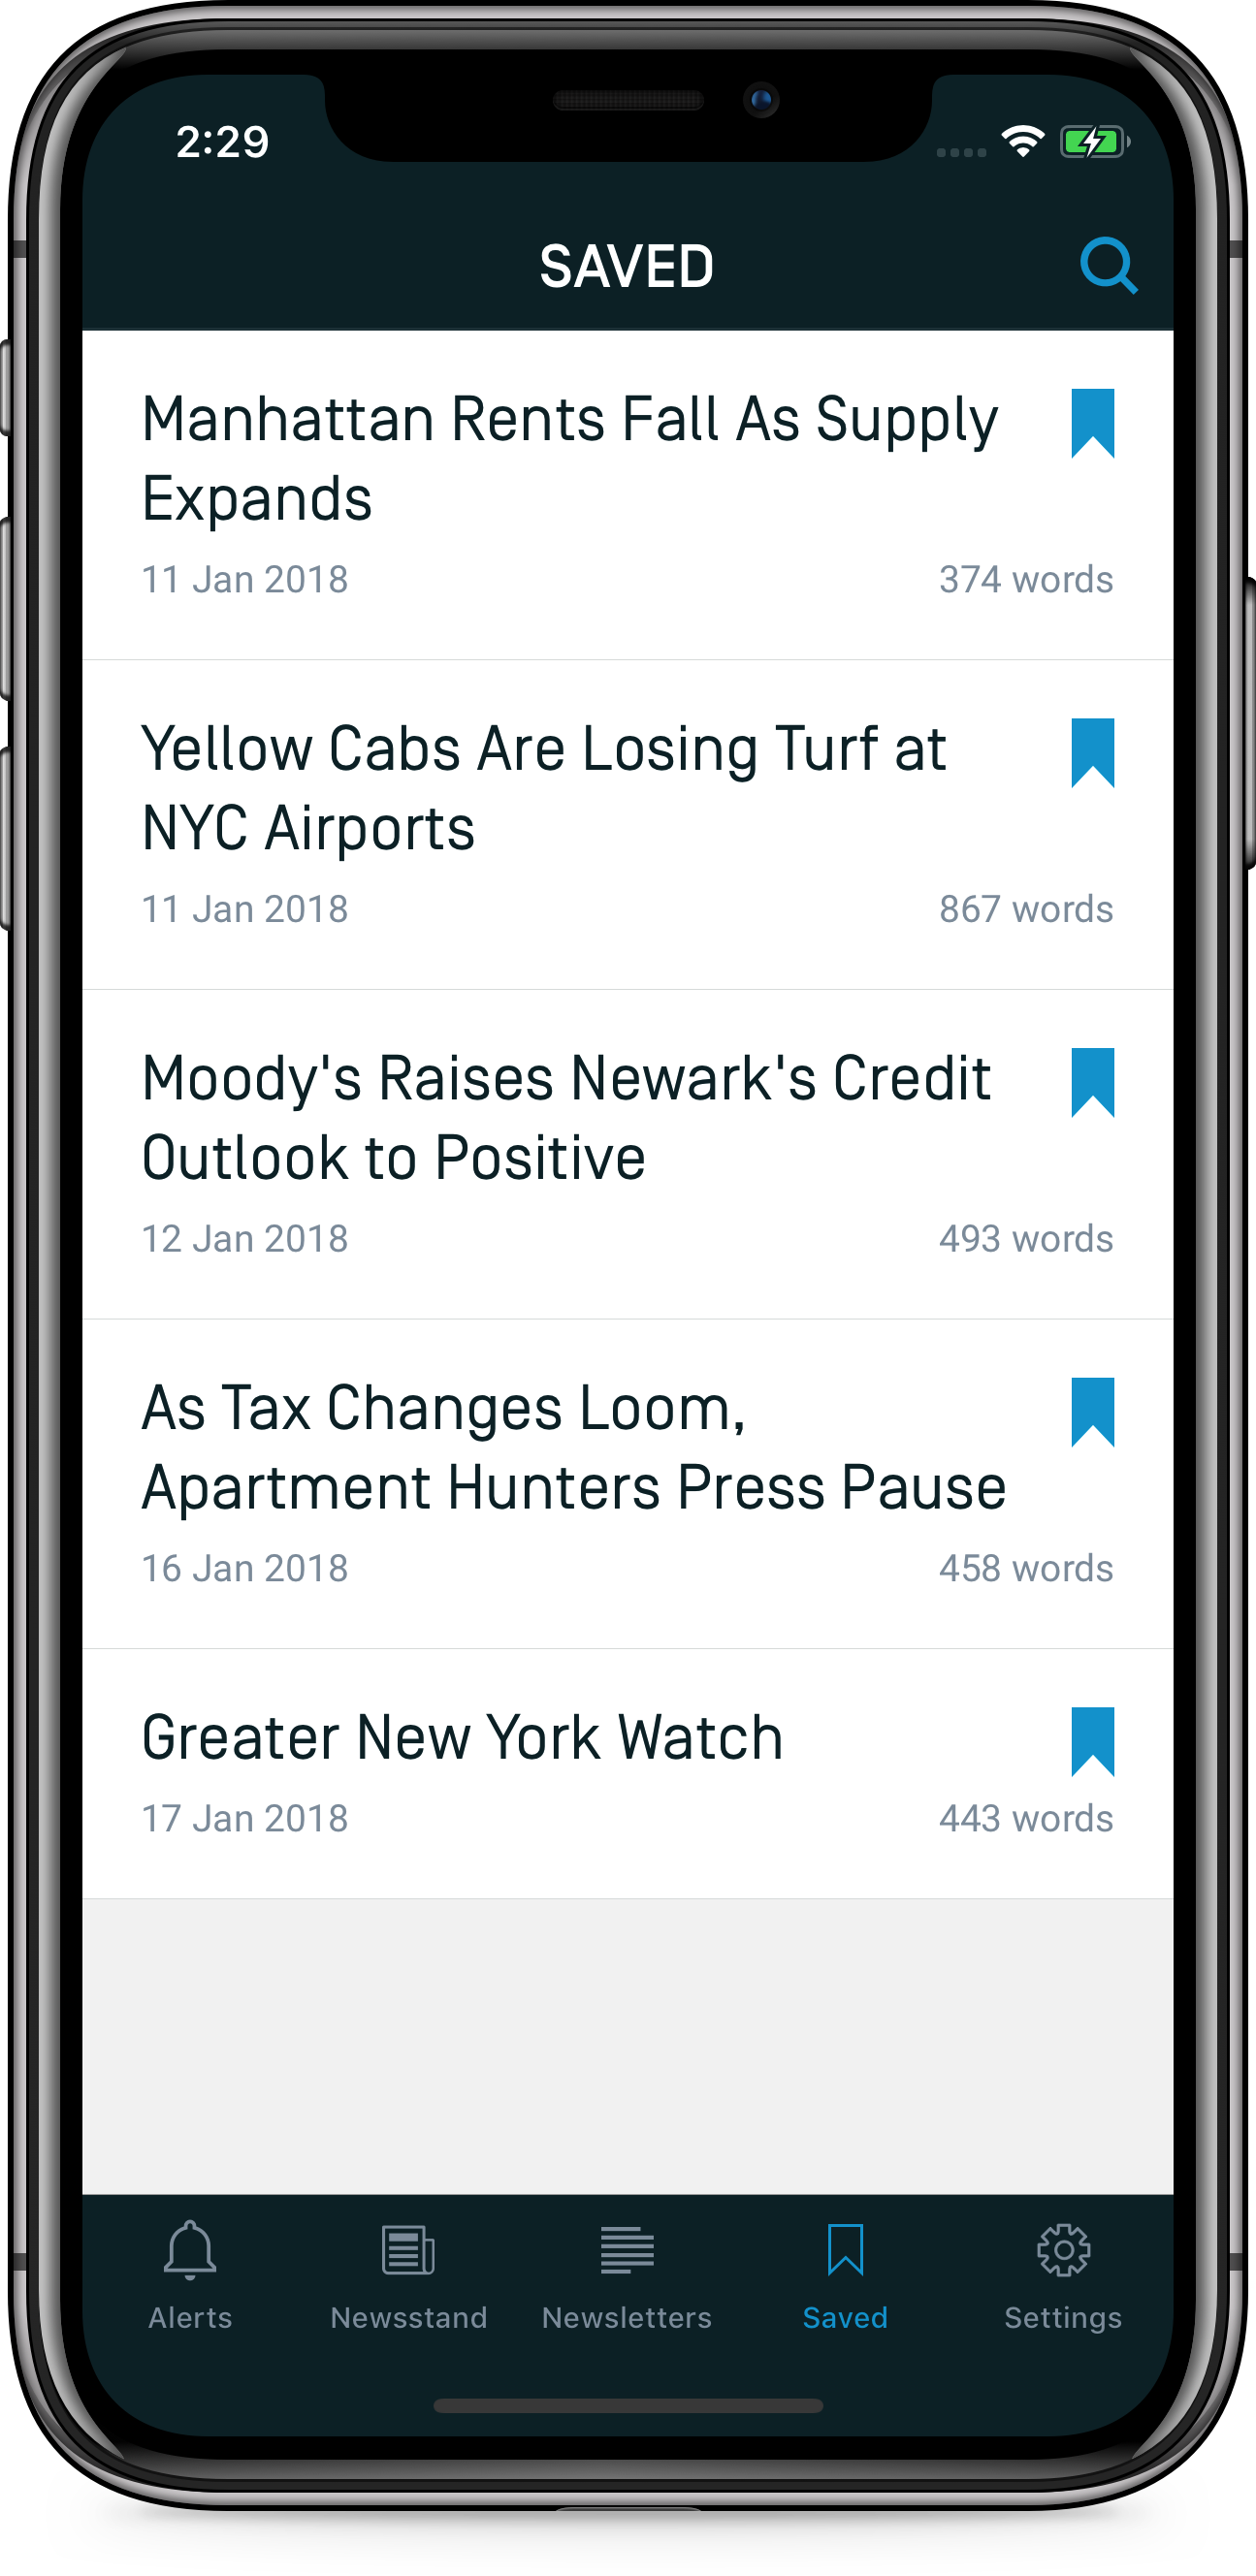 2:29
SAVED
Manhattan Rents Fall As Supply
Expands
11 Jan 2018 374 words
Yellow Cabs Are Losing Turf at
NYC Airports
11 Jan 2018 867 words
Moody's Raises Newark's Credit
Outlook to Positive
12 Jan 2018 493 words
As Tax Changes Loom,
Apartment Hunters Press Pause
16 Jan 2018 458 words
Greater New York Watch
17 Jan 2018 443 words
Alerts Newsstand Newsletters Saved Settings